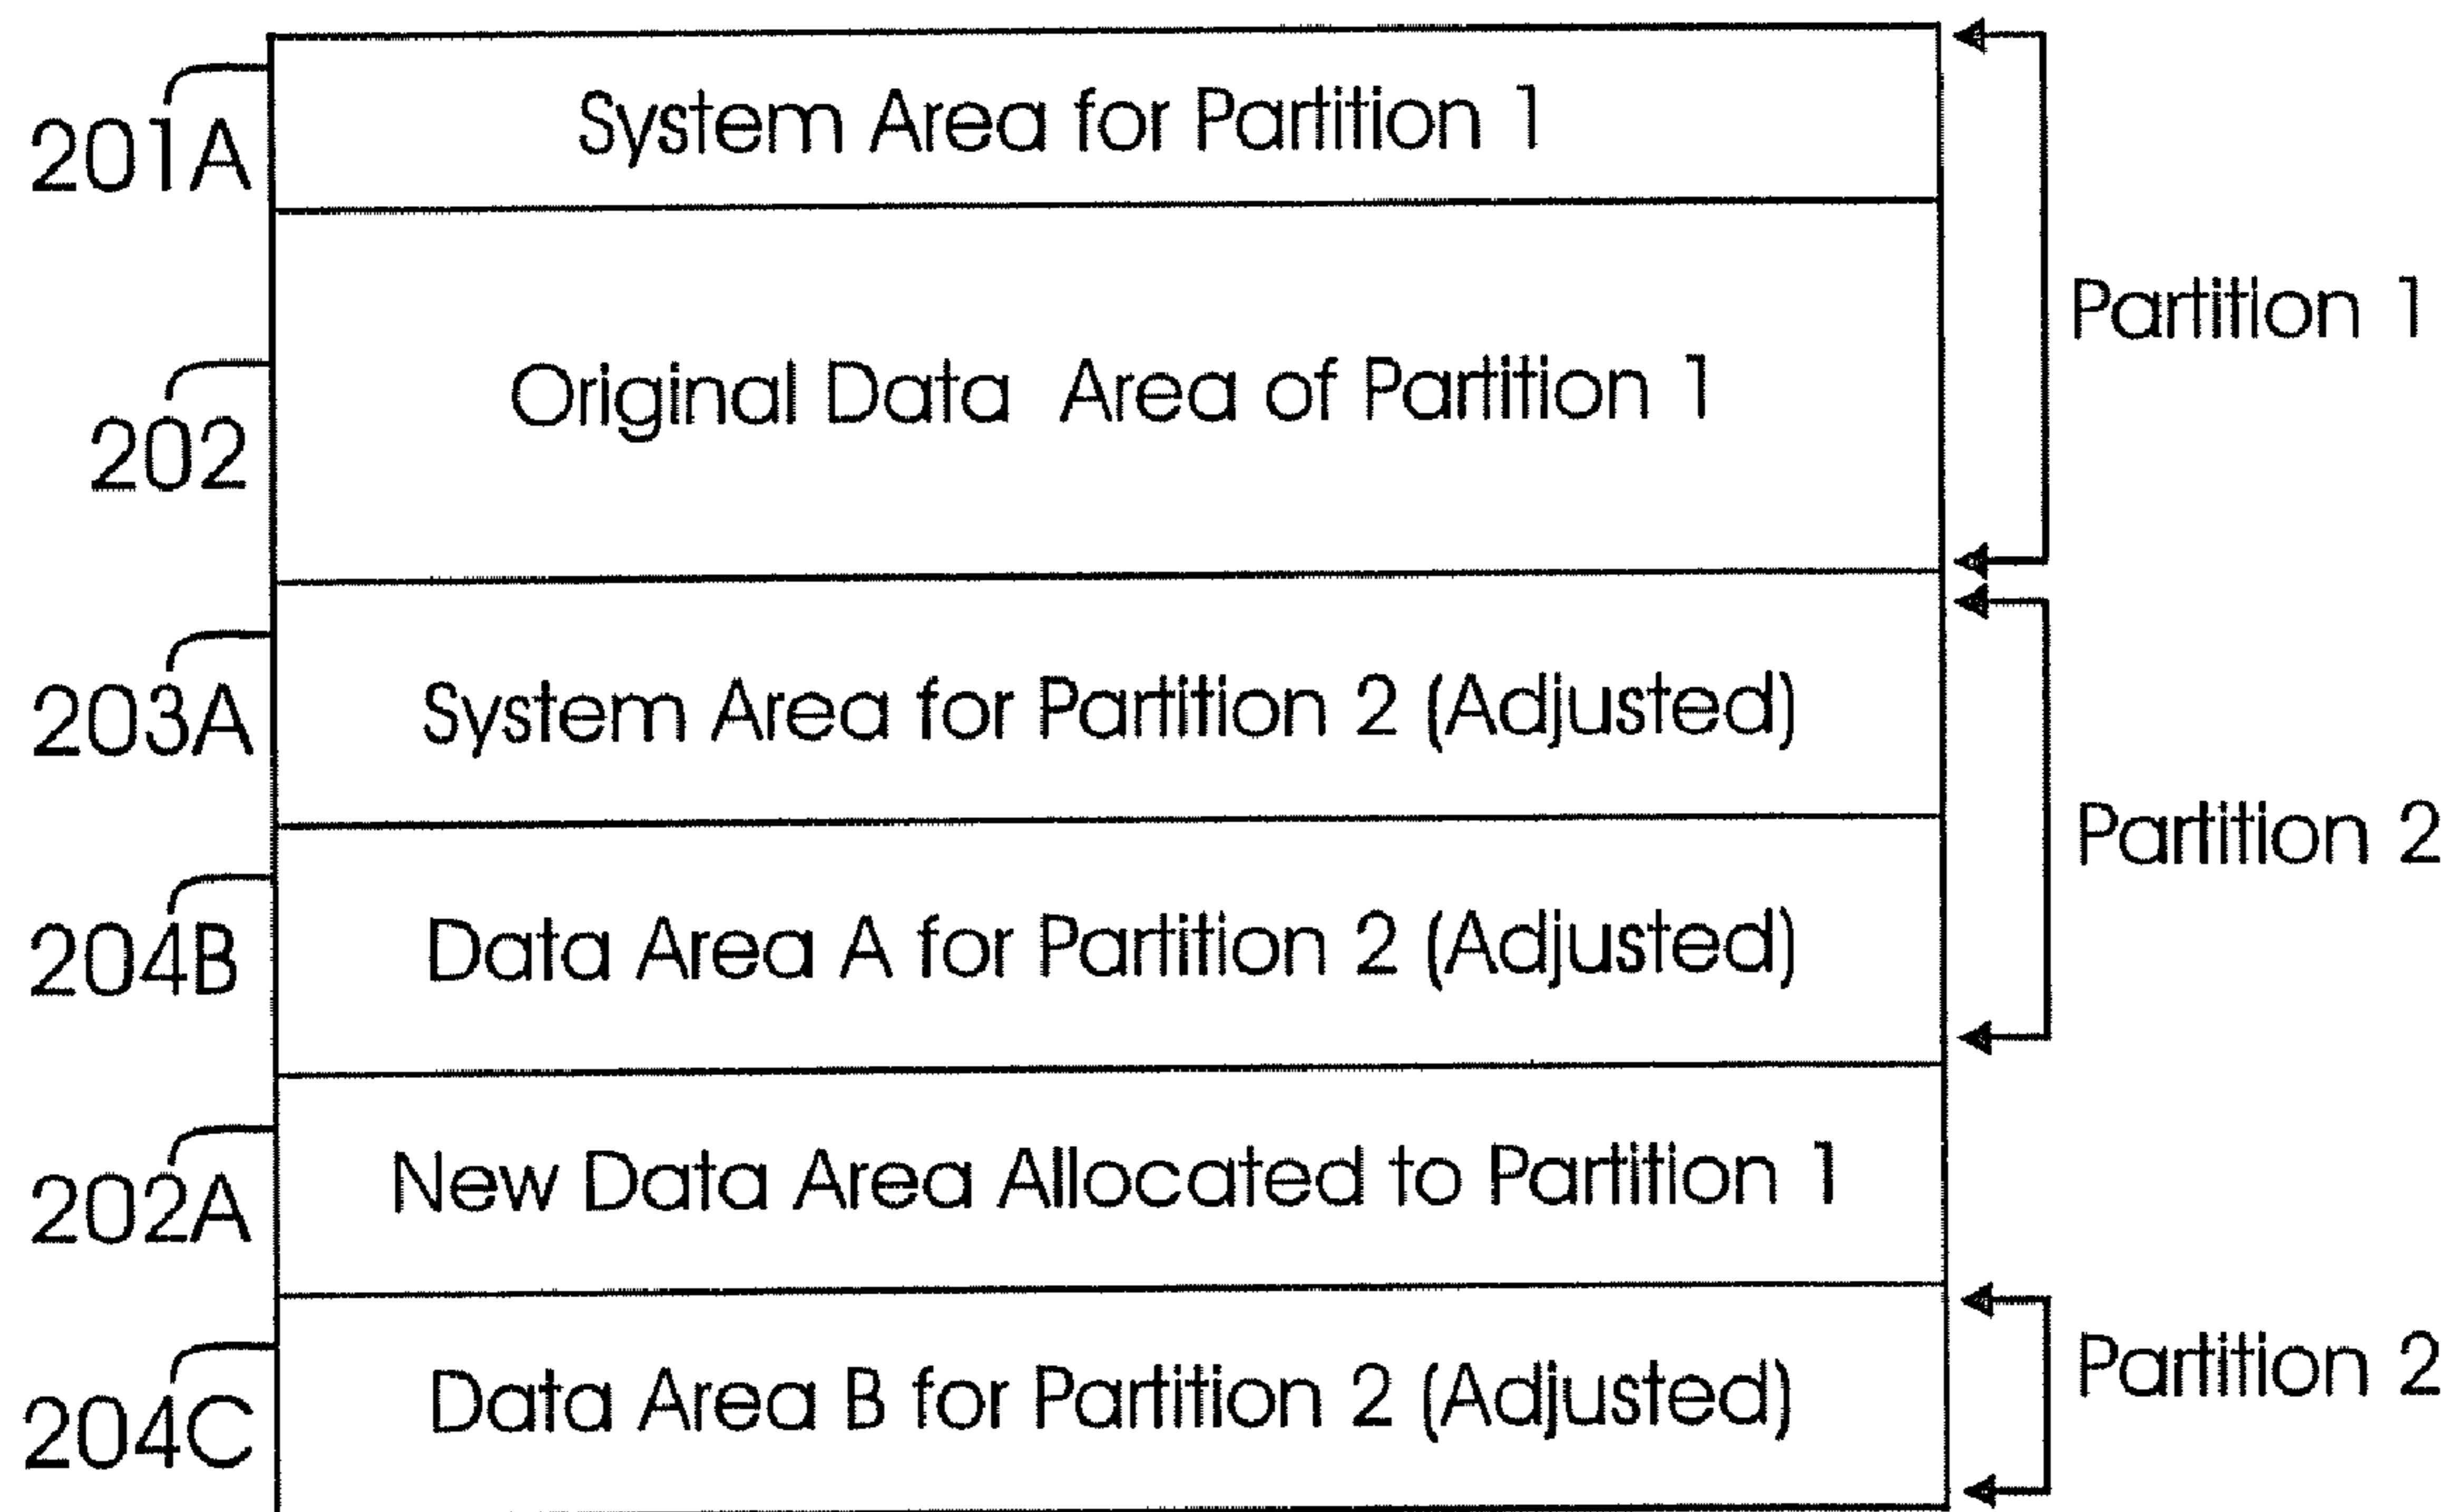 System Area for Partition 1
201A
Partition 1
Original Data Area of Partition 1
202
203A
System Area for Partition 2 (Adjusted)
Partition 2
204B
Data Area A for Partition 2 (Adjusted)
202A
New Data Area Allocated to Partition 1
204C
Data Area B for Partition 2 (Adjusted)
Partition 2